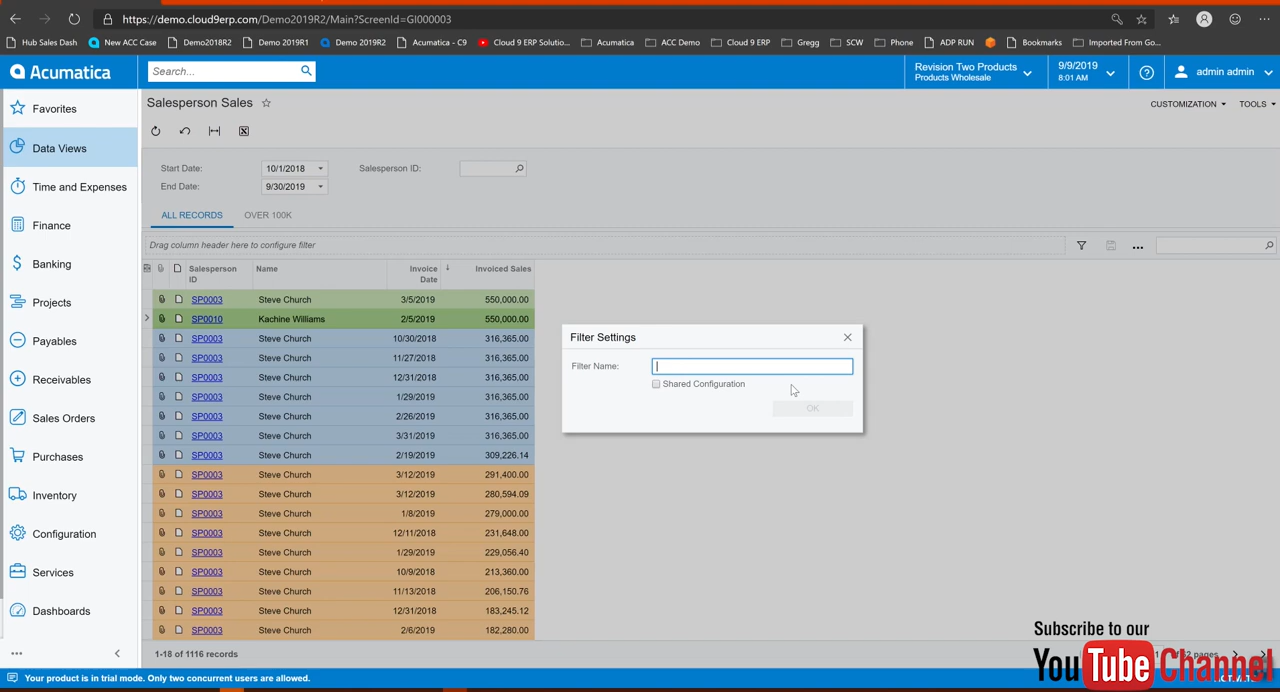 https://demo.cloud9erp.com/Demo2019R2/Main?ScreenId=GI000003
Hub Sales Dash New ACC Case Demo2018R2 Demo 2019R1 Demo 2019R2 Acumatica - C9 Cloud 9 ERP Solutio... Acumatica ACC Demo Cloud 9 ERP Gregg SCW Phone ADP RUN Bookmarks Imported From Go...
Acumatica Search... Revision Two Products 9/9/2019 admin admin
Products Wholesale 8:01 AM
Favorites
Data Views
Time and Expenses
Finance
Banking
Projects
Payables
Receivables
Sales Orders
Purchases
Inventory
Configuration
Services
Dashboards
Salesperson Sales CUSTOMIZATION TOOLS
Start Date: 10/1/2018 Salesperson ID:
End Date: 9/30/2019
ALL RECORDS OVER 100K
Drag column header here to configure filter
Salesperson ID Name Invoice Date Invoiced Sales
SP0003 Steve Church 3/5/2019 550,000.00
SP0010 Kachine Williams 2/5/2019 550,000.00
SP0003 Steve Church 10/30/2018 316,365.00
SP0003 Steve Church 11/27/2018 316,365.00
SP0003 Steve Church 12/31/2018 316,365.00
SP0003 Steve Church 1/29/2019 316,365.00
SP0003 Steve Church 2/26/2019 316,365.00
SP0003 Steve Church 3/31/2019 316,365.00
SP0003 Steve Church 2/19/2019 309,226.14
SP0003 Steve Church 3/12/2019 291,400.00
SP0003 Steve Church 3/12/2019 280,594.09
SP0003 Steve Church 1/8/2019 279,000.00
SP0003 Steve Church 12/11/2018 231,648.00
SP0003 Steve Church 1/29/2019 229,056.40
SP0003 Steve Church 10/9/2018 213,360.00
SP0003 Steve Church 11/13/2018 206,150.76
SP0003 Steve Church 12/31/2018 183,245.12
SP0003 Steve Church 2/6/2019 182,280.00
1-18 of 1116 records
Filter Settings
Filter Name:
Shared Configuration
OK
Subscribe to our
YouTube Channel
Your product is in trial mode. Only two concurrent users are allowed.